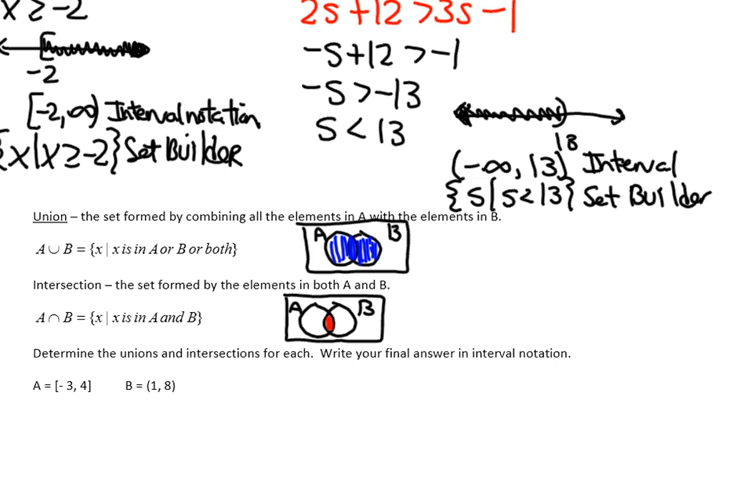 x ≥ -2
2s + 12 > 3s - 1
-s + 12 > -1
-2
-s > -13
[-2, ∞) Interval notation
s < 13
{x | x ≥ -2} Set Builder
13
(-∞, 13) Interval
{s | s < 13} Set Builder
Union – the set formed by combining all the elements in A with the elements in B.
A B
A ∪ B = {x | x is in A or B or both}
Intersection – the set formed by the elements in both A and B.
A B
A ∩ B = {x | x is in A and B}
Determine the unions and intersections for each. Write your final answer in interval notation.
A = [- 3, 4] B = (1, 8)